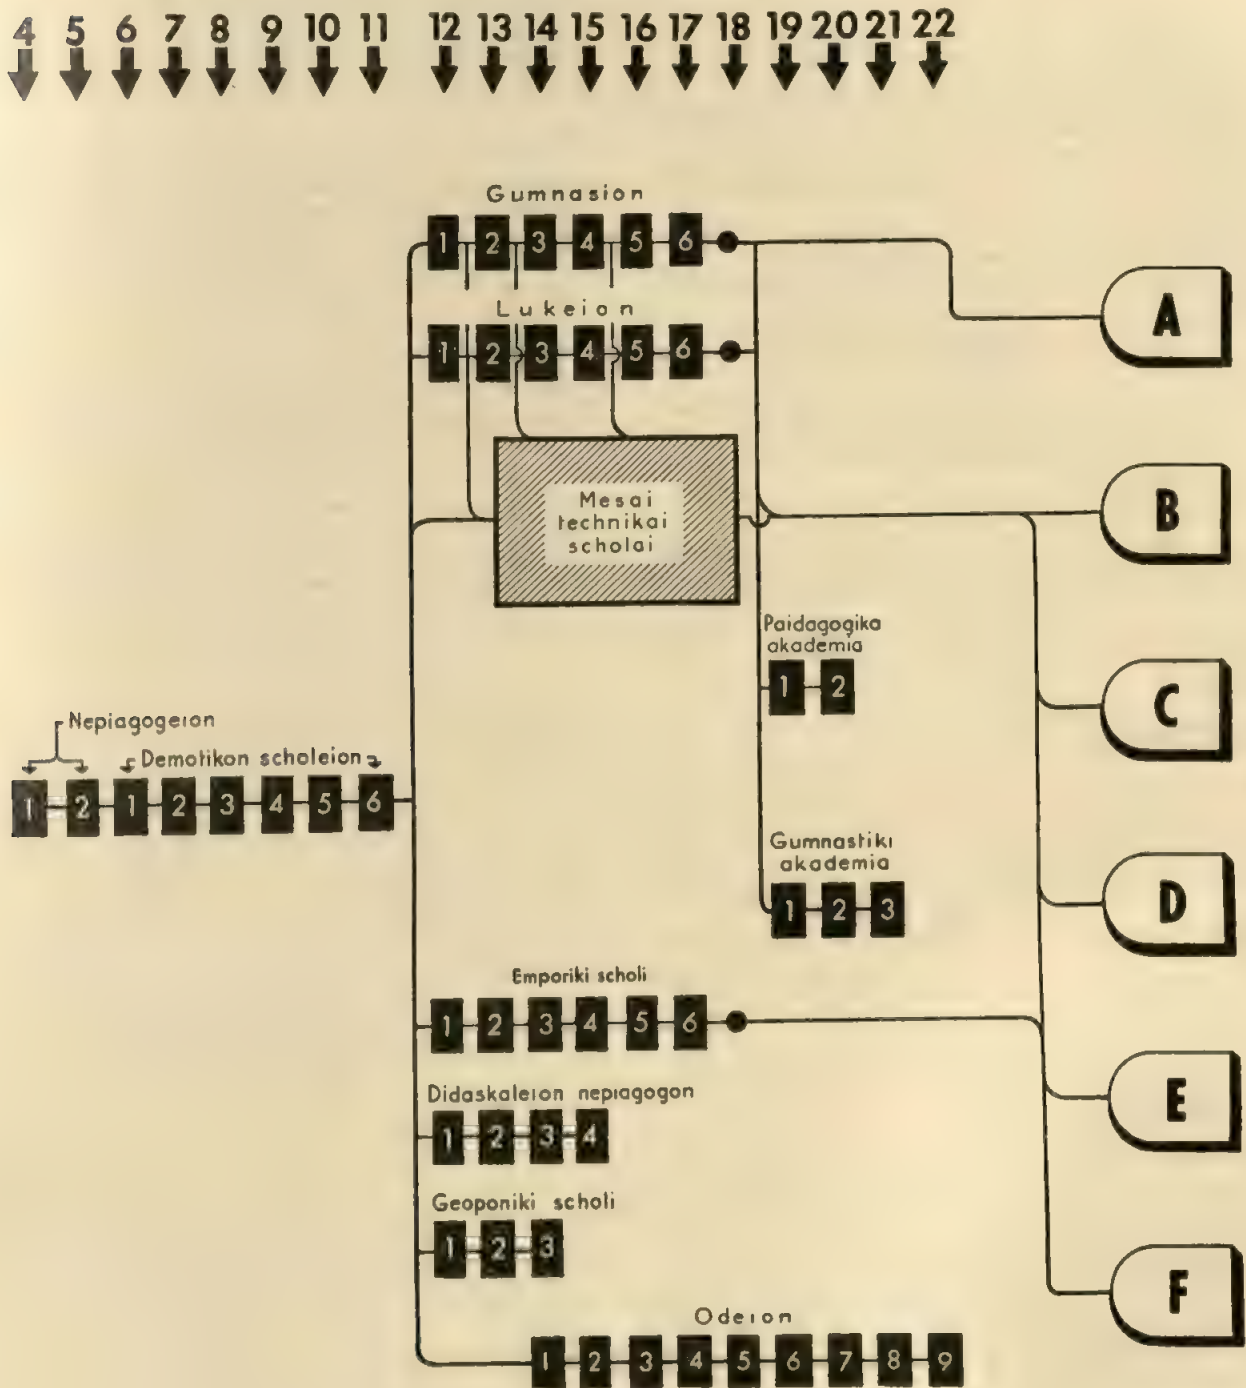 4 5 6 7 8 9 10 11 12 13 14 15 16 17 18 19 20 21 22
Gumnasion
1 2 3 4 5 6
A
Lukeion
1 2 3 4 5 6
Mesai
technikai
scholai
B
Paidagogika
akademia
1 2
C
Nepiagogeion
Demotikon scholeion
1 2 1 2 3 4 5 6
Gumnastiki
akademia
1 2 3
D
Emporiki scholi
1 2 3 4 5 6
E
Didaskaleion nepiagogon
1 2 3 4
Geoponiki scholi
1 2 3
F
Odeion
1 2 3 4 5 6 7 8 9